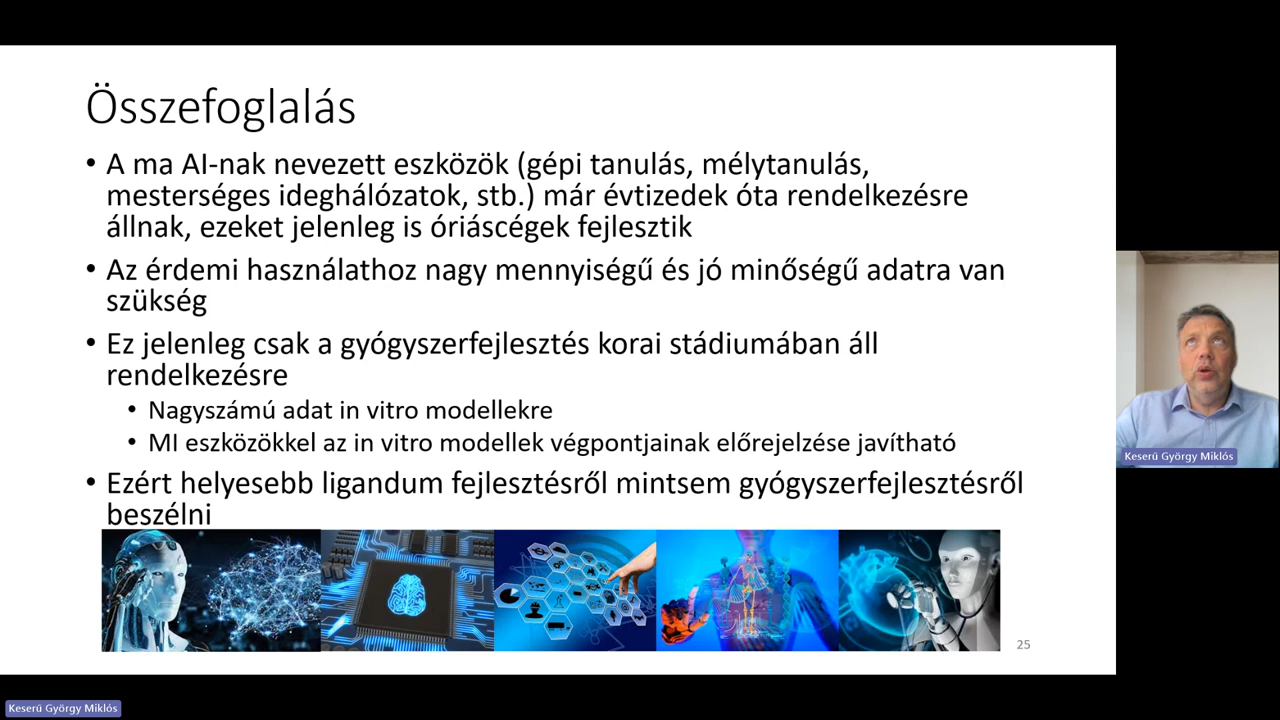 Összefoglalás
• A ma AI-nak nevezett eszközök (gépi tanulás, mélytanulás,
mesterséges ideghálózatok, stb.) már évtizedek óta rendelkezésre
állnak, ezeket jelenleg is óriáscégek fejlesztik
• Az érdemi használathoz nagy mennyiségű és jó minőségű adatra van
szükség
• Ez jelenleg csak a gyógyszerfejlesztés korai stádiumában áll
rendelkezésre
• Nagyszámú adat in vitro modellekre
• MI eszközökkel az in vitro modellek végpontjainak előrejelzése javítható
• Ezért helyesebb ligandum fejlesztésről mintsem gyógyszerfejlesztésről
beszélni
25
Keserű György Miklós
Keserű György Miklós